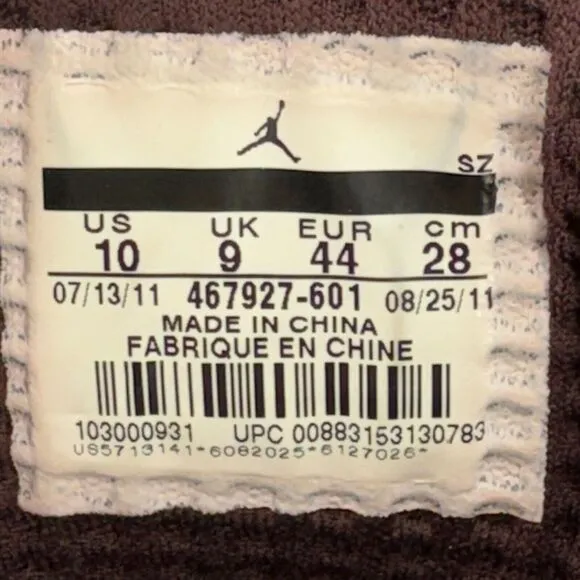 SZ
US UK EUR cm
10 9 44 28
07/13/11 467927-601 08/25/11
MADE IN CHINA
FABRIQUE EN CHINE
103000931 UPC 00883153130783
US5713141-6082025-6127026-